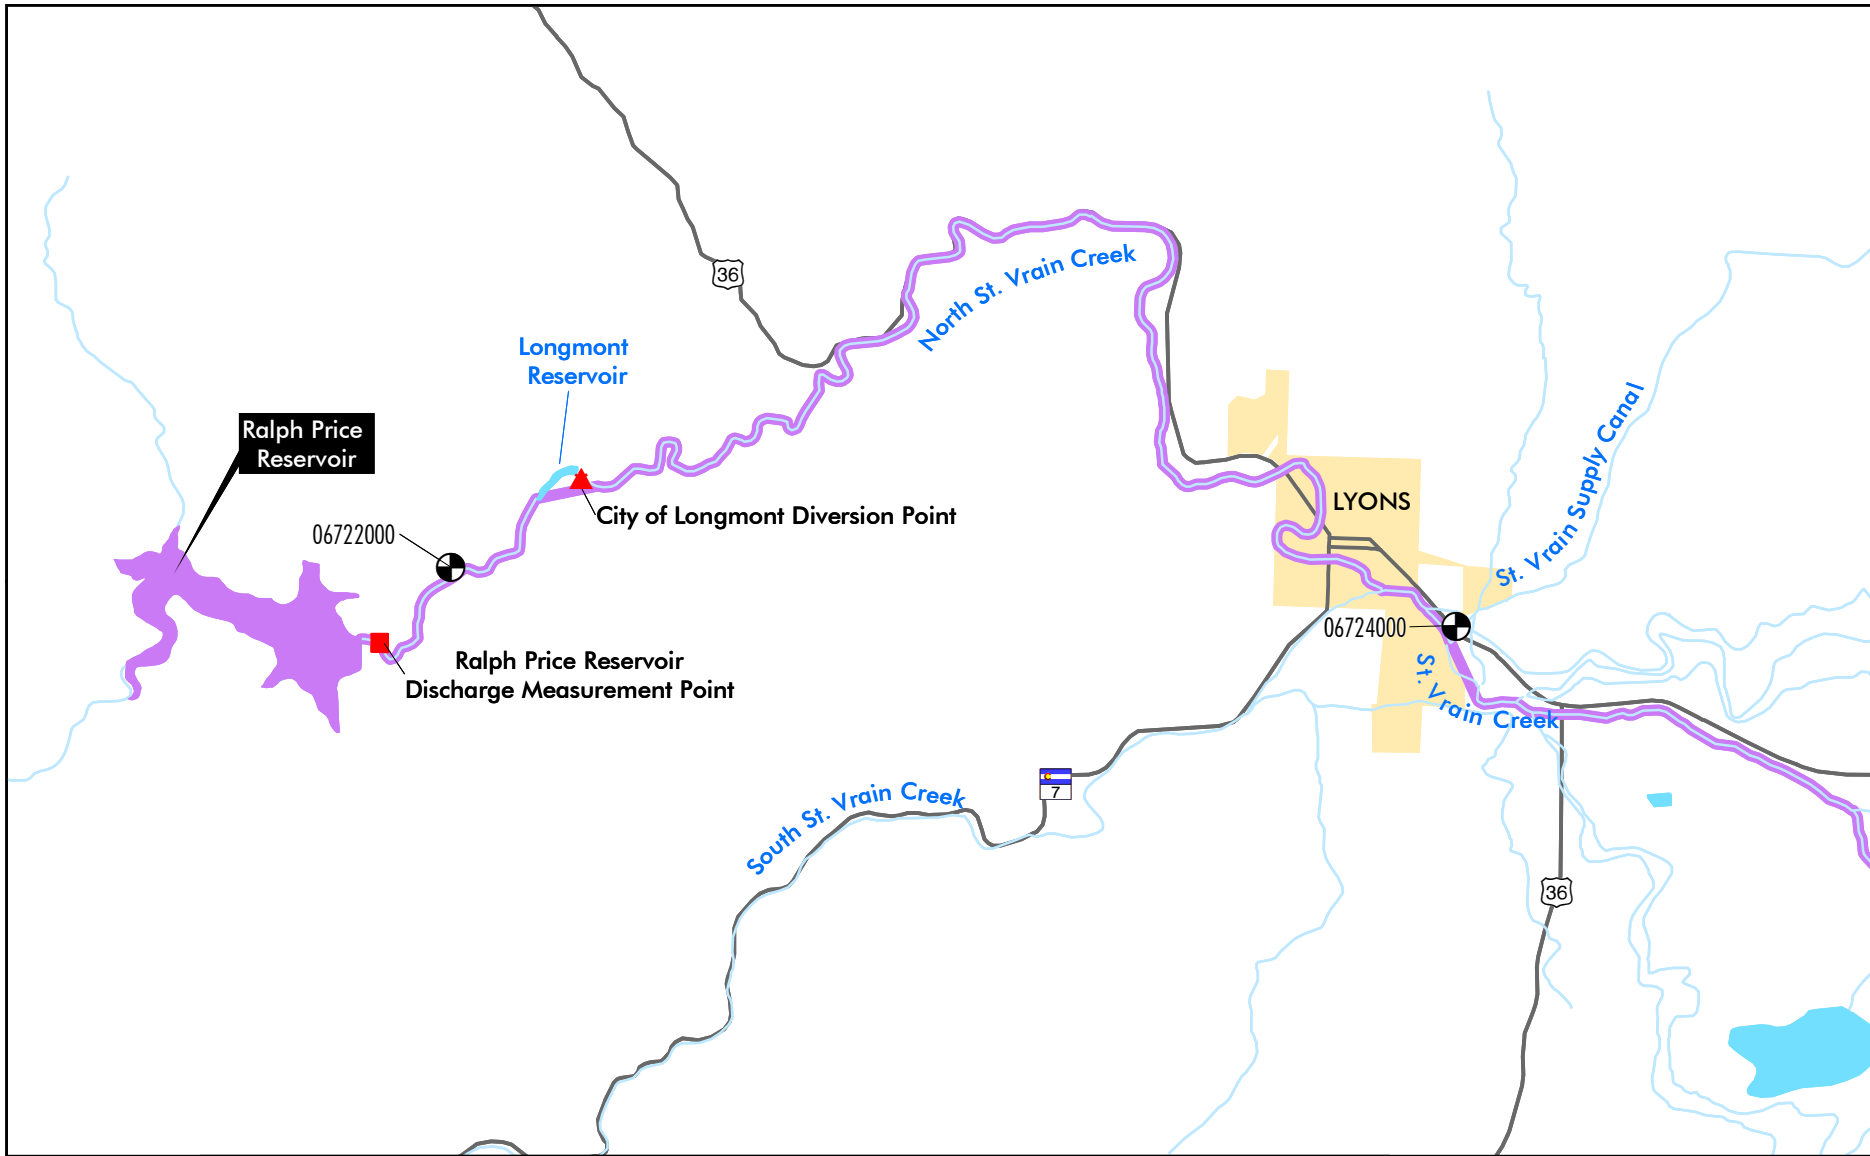 36
North St. Vrain Creek
Longmont
Reservoir
Ralph Price
Reservoir
St. Vrain Supply Canal
LYONS
City of Longmont Diversion Point
06722000
06724000
Ralph Price Reservoir
Discharge Measurement Point
St. Vrain Creek
South St. Vrain Creek
7
36